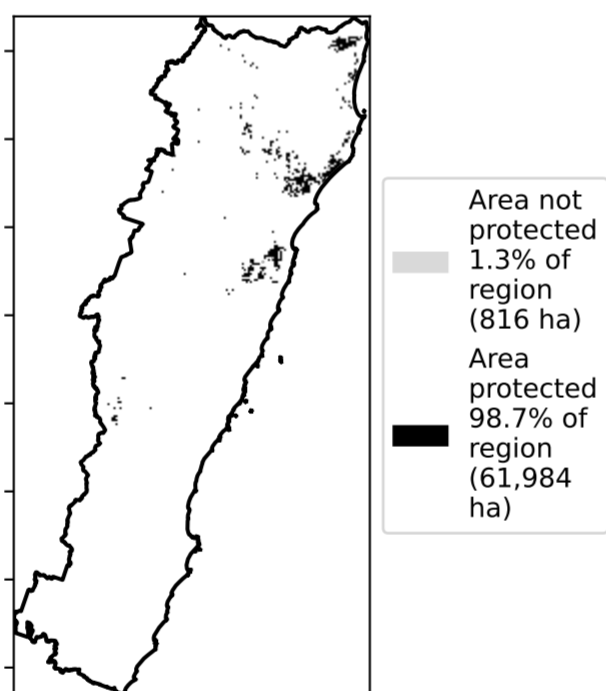 Area not
protected
1.3% of
region
(816 ha)
Area
protected
98.7% of
region
(61,984
ha)